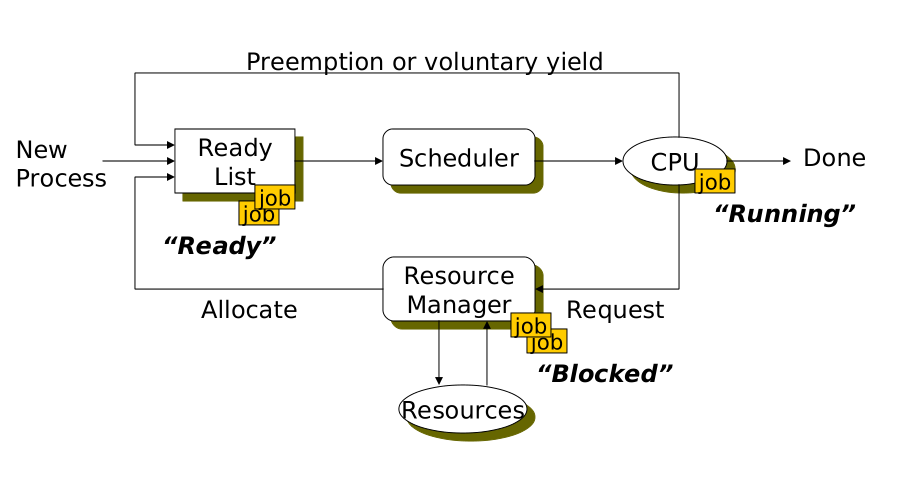 Preemption or voluntary yield
New
Process
Ready
List
job
job
“Ready”
Scheduler
CPU
job
“Running”
Done
Resource
Manager
job
job
“Blocked”
Allocate
Request
Resources